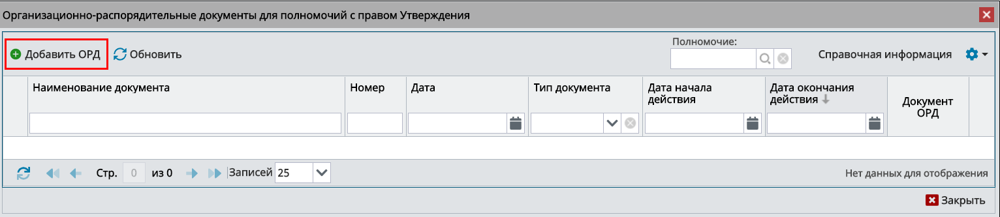 Организационно-распорядительные документы для полномочий с правом Утверждения
Добавить ОРД Обновить Полномочие: Справочная информация
Наименование документа Номер Дата Тип документа Дата начала действия Дата окончания действия Документ ОРД
Стр. 0 из 0 Записей 25 Нет данных для отображения
Закрыть